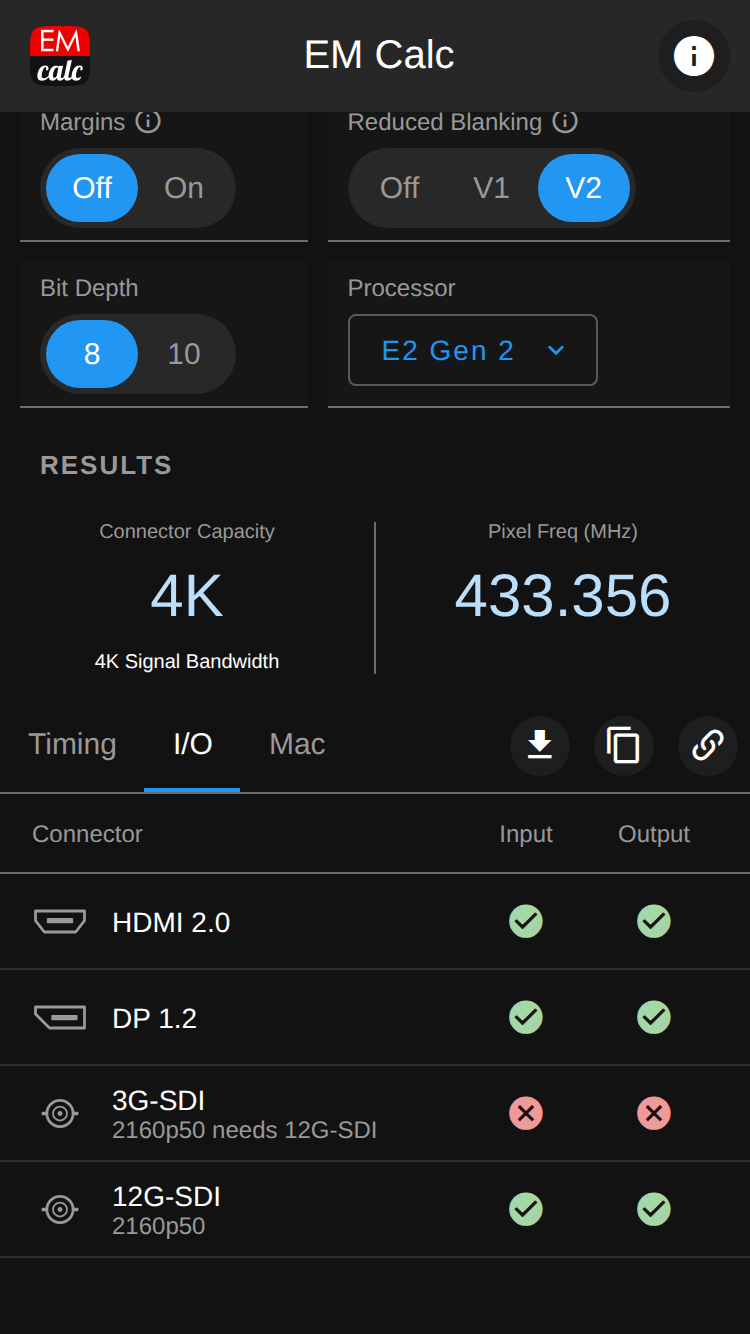 EM
calc
EM Calc
Margins
Reduced Blanking
Off On
Off V1 V2
Bit Depth
Processor
8 10
E2 Gen 2
RESULTS
Connector Capacity
Pixel Freq (MHz)
4K
433.356
4K Signal Bandwidth
Timing I/O Mac
Connector Input Output
HDMI 2.0
DP 1.2
3G-SDI
2160p50 needs 12G-SDI
12G-SDI
2160p50